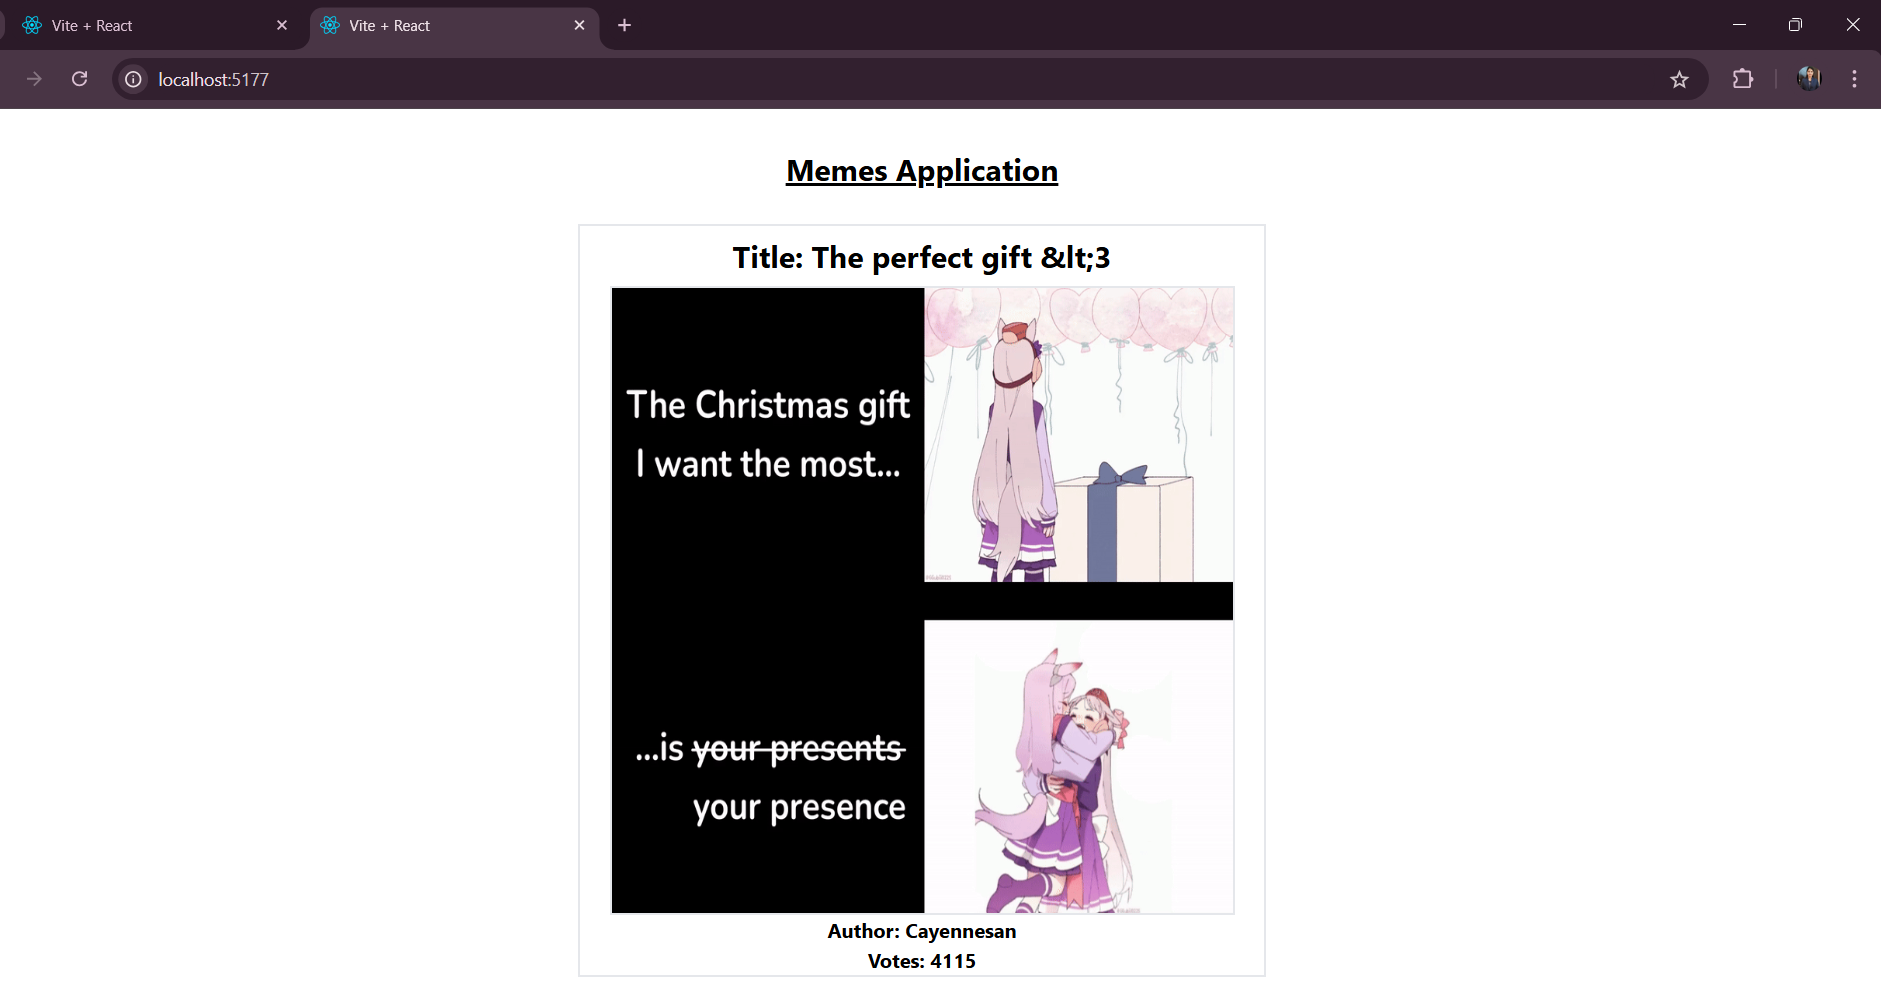 Vite + React
Vite + React
localhost:5177
Memes Application
Title: The perfect gift &lt;3
The Christmas gift
I want the most...
...is your presents
your presence
Author: Cayennesan
Votes: 4115